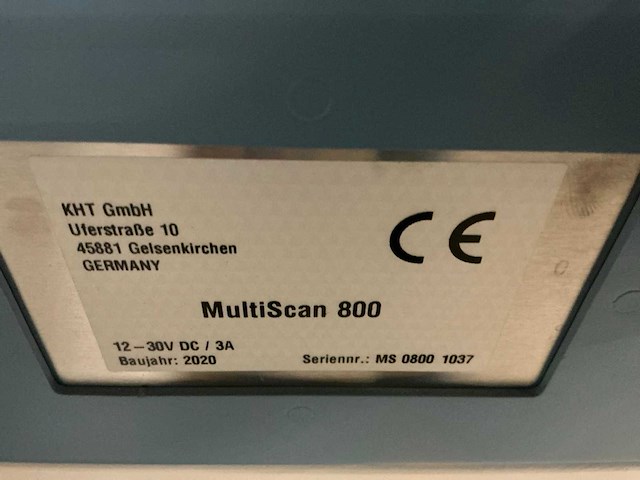 KHT GmbH
Uferstraße 10
45881 Gelsenkirchen
GERMANY
CE
MultiScan 800
12–30V DC / 3A
Baujahr: 2020
Seriennr.: MS 0800 1037